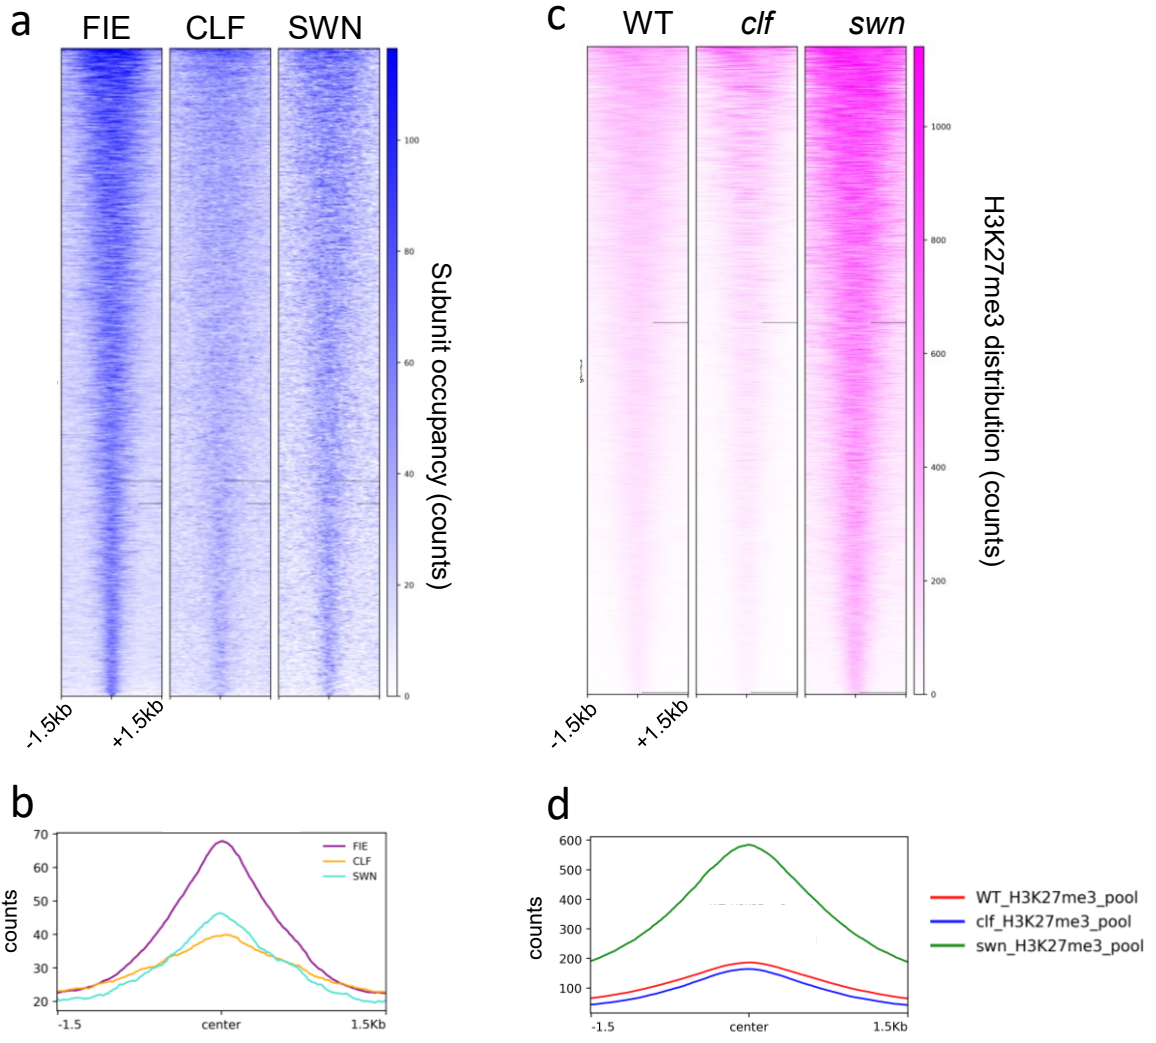 a
FIE CLF SWN
100
80
60
40
20
0
Subunit occupancy (counts)
-1.5kb +1.5kb
c
WT clf swn
1000
800
600
400
200
0
H3K27me3 distribution (counts)
-1.5kb +1.5kb
b
70
60
50
40
30
20
counts
FIE
CLF
SWN
-1.5 center 1.5Kb
d
600
500
400
300
200
100
counts
-1.5 center 1.5Kb
WT_H3K27me3_pool
clf_H3K27me3_pool
swn_H3K27me3_pool